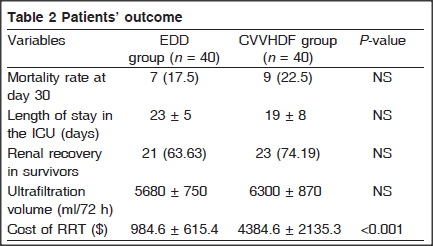 Table 2 Patients' outcome
Variables EDD CVVHDF group P-value
group (n = 40) (n = 40)
Mortality rate at 7 (17.5) 9 (22.5) NS
day 30
Length of stay in 23 ± 5 19 ± 8 NS
the ICU (days)
Renal recovery 21 (63.63) 23 (74.19) NS
in survivors
Ultrafiltration 5680 ± 750 6300 ± 870 NS
volume (ml/72 h)
Cost of RRT ($) 984.6 ± 615.4 4384.6 ± 2135.3 <0.001